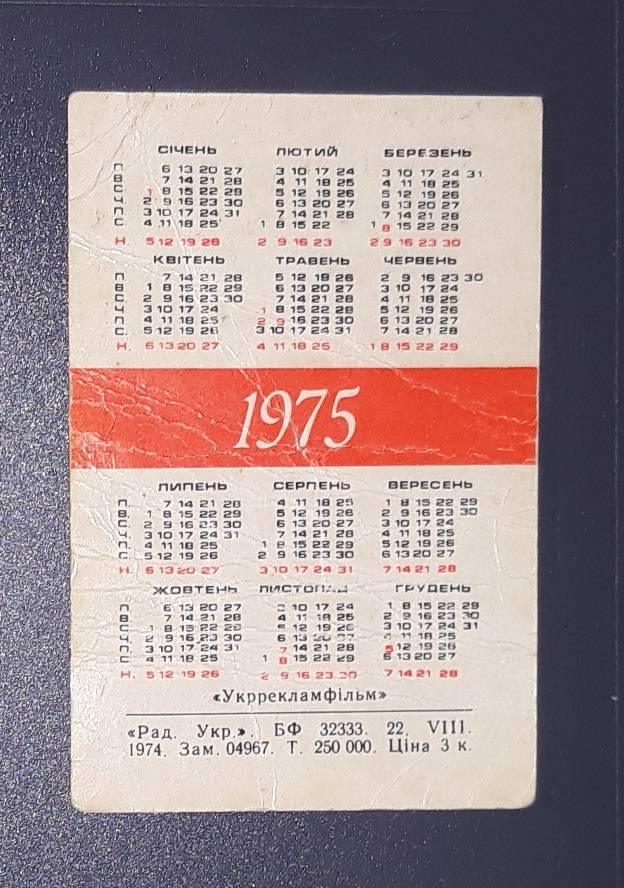 СІЧЕНЬ ЛЮТИЙ БЕРЕЗЕНЬ
П. 6 13 20 27 3 10 17 24 3 10 17 24 31
В. 7 14 21 28 4 11 18 25 4 11 18 25
С. 1 8 15 22 29 5 12 19 26 5 12 19 26
Ч. 2 9 16 23 30 6 13 20 27 6 13 20 27
П. 3 10 17 24 31 7 14 21 28 7 14 21 28
С. 4 11 18 25 1 8 15 22 1 8 15 22 29
Н. 5 12 19 26 2 9 16 23 2 9 16 23 30
КВІТЕНЬ ТРАВЕНЬ ЧЕРВЕНЬ
П. 7 14 21 28 5 12 19 26 2 9 16 23 30
В. 1 8 15 22 29 6 13 20 27 3 10 17 24
С. 2 9 16 23 30 7 14 21 28 4 11 18 25
Ч. 3 10 17 24 1 8 15 22 29 5 12 19 26
П. 4 11 18 25 2 9 16 23 30 6 13 20 27
С. 5 12 19 26 3 10 17 24 31 7 14 21 28
Н. 6 13 20 27 4 11 18 25 1 8 15 22 29
1975
ЛИПЕНЬ СЕРПЕНЬ ВЕРЕСЕНЬ
П. 7 14 21 28 4 11 18 25 1 8 15 22 29
В. 1 8 15 22 29 5 12 19 26 2 9 16 23 30
С. 2 9 16 23 30 6 13 20 27 3 10 17 24
Ч. 3 10 17 24 31 7 14 21 28 4 11 18 25
П. 4 11 18 25 1 8 15 22 29 5 12 19 26
С. 5 12 19 26 2 9 16 23 30 6 13 20 27
Н. 6 13 20 27 3 10 17 24 31 7 14 21 28
ЖОВТЕНЬ ЛИСТОПАД ГРУДЕНЬ
П. 6 13 20 27 3 10 17 24 1 8 15 22 29
В. 7 14 21 28 4 11 18 25 2 9 16 23 30
С. 1 8 15 22 29 5 12 19 26 3 10 17 24 31
Ч. 2 9 16 23 30 6 13 20 27 4 11 18 25
П. 3 10 17 24 31 7 14 21 28 5 12 19 26
С. 4 11 18 25 1 8 15 22 29 6 13 20 27
Н. 5 12 19 26 2 9 16 23 30 7 14 21 28
«Укррекламфільм»
«Рад. Укр.». БФ 32333. 22. VIII.
1974. Зам. 04967. Т. 250 000. Ціна 3 к.